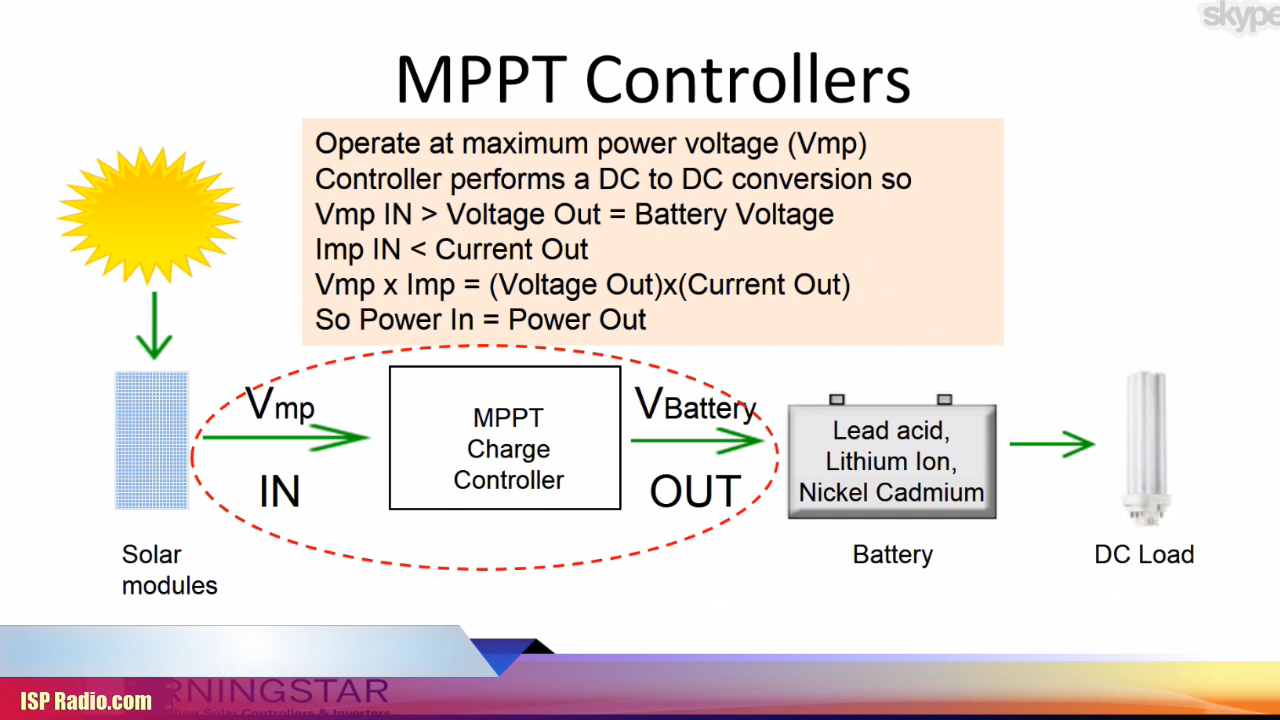 skype
MPPT Controllers
Operate at maximum power voltage (Vmp)
Controller performs a DC to DC conversion so
Vmp IN > Voltage Out = Battery Voltage
Imp IN < Current Out
Vmp x Imp = (Voltage Out)x(Current Out)
So Power In = Power Out
Vmp
IN
MPPT
Charge
Controller
VBattery
OUT
Lead acid,
Lithium Ion,
Nickel Cadmium
Solar
modules
Battery
DC Load
RNINGSTAR
ting Solar Controllers & Inverters
ISP Radio.com